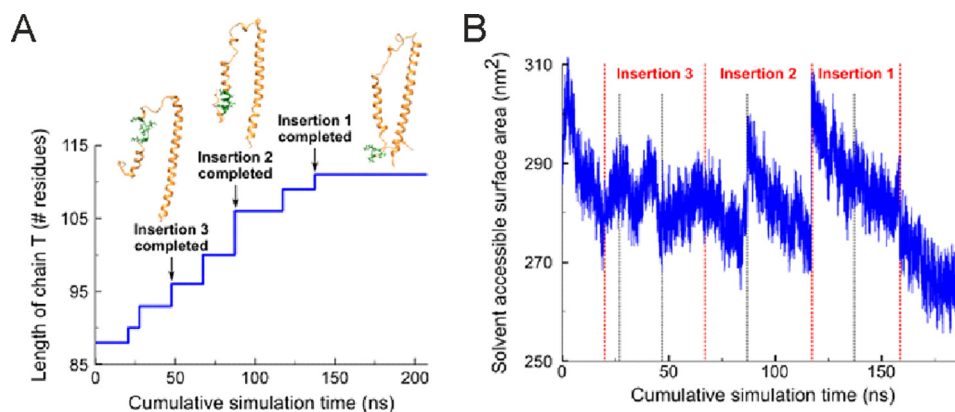 A
B
Insertion 1
completed
Insertion 2
completed
Insertion 3
completed
Length of chain T (# residues)
115
105
95
85
0
50
100
150
200
Cumulative simulation time (ns)
Insertion 3
Insertion 2
Insertion 1
Solvent accessible surface area (nm²)
310
290
270
250
0
50
100
150
Cumulative simulation time (ns)